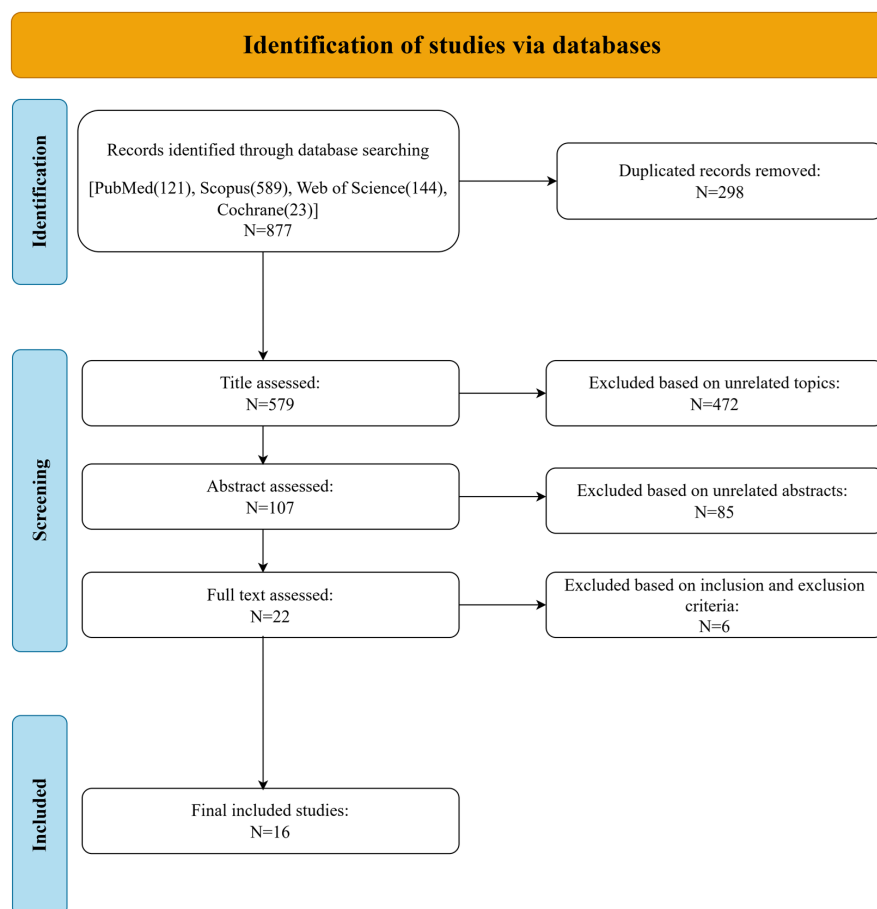 Identification of studies via databases
Identification
Records identified through database searching
[PubMed(121), Scopus(589), Web of Science(144),
Cochrane(23)]
N=877
Duplicated records removed:
N=298
Screening
Title assessed:
N=579
Excluded based on unrelated topics:
N=472
Abstract assessed:
N=107
Excluded based on unrelated abstracts:
N=85
Full text assessed:
N=22
Excluded based on inclusion and exclusion
criteria:
N=6
Included
Final included studies:
N=16